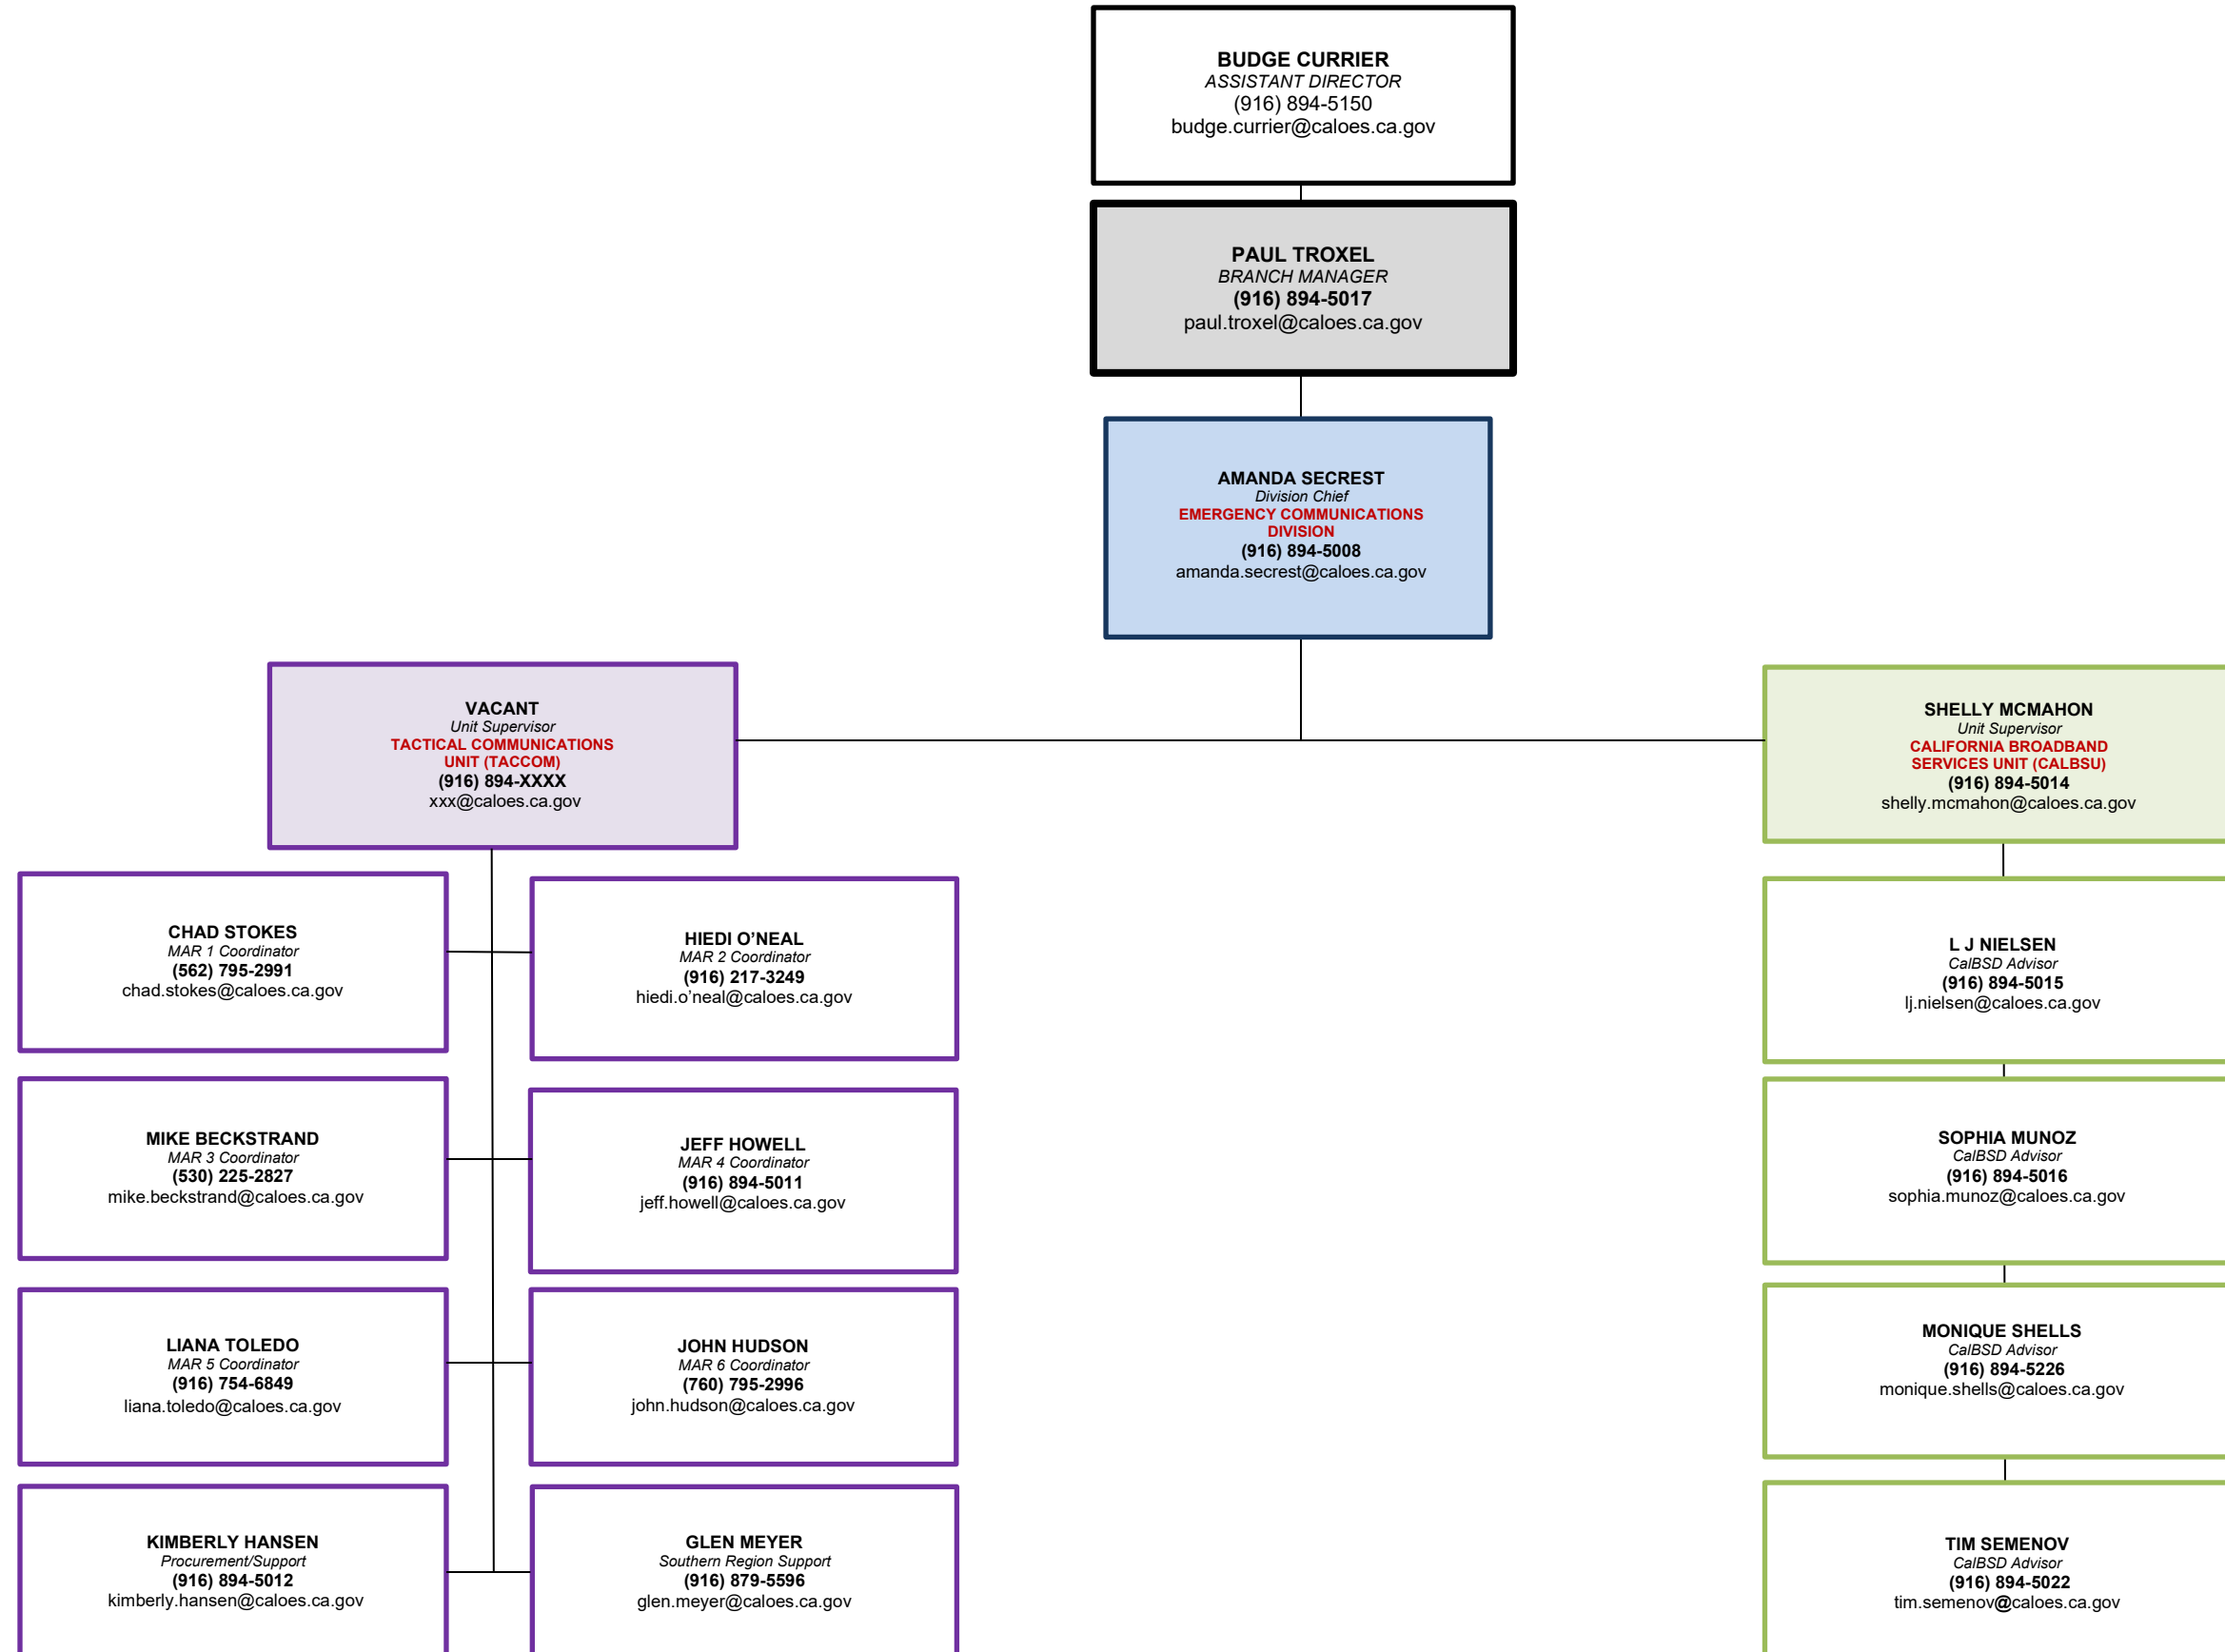 BUDGE CURRIER
ASSISTANT DIRECTOR
(916) 894-5150
budge.currier@caloes.ca.gov
PAUL TROXEL
BRANCH MANAGER
(916) 894-5017
paul.troxel@caloes.ca.gov
AMANDA SECREST
Division Chief
EMERGENCY COMMUNICATIONS
DIVISION
(916) 894-5008
amanda.secrest@caloes.ca.gov
VACANT
Unit Supervisor
TACTICAL COMMUNICATIONS
UNIT (TACCOM)
(916) 894-XXXX
xxx@caloes.ca.gov
SHELLY MCMAHON
Unit Supervisor
CALIFORNIA BROADBAND
SERVICES UNIT (CALBSU)
(916) 894-5014
shelly.mcmahon@caloes.ca.gov
CHAD STOKES
MAR 1 Coordinator
(562) 795-2991
chad.stokes@caloes.ca.gov
HIEDI O’NEAL
MAR 2 Coordinator
(916) 217-3249
hiedi.o’neal@caloes.ca.gov
L J NIELSEN
CalBSD Advisor
(916) 894-5015
lj.nielsen@caloes.ca.gov
MIKE BECKSTRAND
MAR 3 Coordinator
(530) 225-2827
mike.beckstrand@caloes.ca.gov
JEFF HOWELL
MAR 4 Coordinator
(916) 894-5011
jeff.howell@caloes.ca.gov
SOPHIA MUNOZ
CalBSD Advisor
(916) 894-5016
sophia.munoz@caloes.ca.gov
LIANA TOLEDO
MAR 5 Coordinator
(916) 754-6849
liana.toledo@caloes.ca.gov
JOHN HUDSON
MAR 6 Coordinator
(760) 795-2996
john.hudson@caloes.ca.gov
MONIQUE SHELLS
CalBSD Advisor
(916) 894-5226
monique.shells@caloes.ca.gov
KIMBERLY HANSEN
Procurement/Support
(916) 894-5012
kimberly.hansen@caloes.ca.gov
GLEN MEYER
Southern Region Support
(916) 879-5596
glen.meyer@caloes.ca.gov
TIM SEMENOV
CalBSD Advisor
(916) 894-5022
tim.semenov@caloes.ca.gov